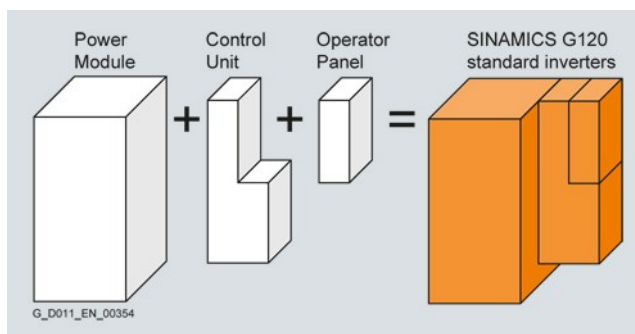 Power
Module
+
Control
Unit
+
Operator
Panel
=
SINAMICS G120
standard inverters
G_D011_EN_00354